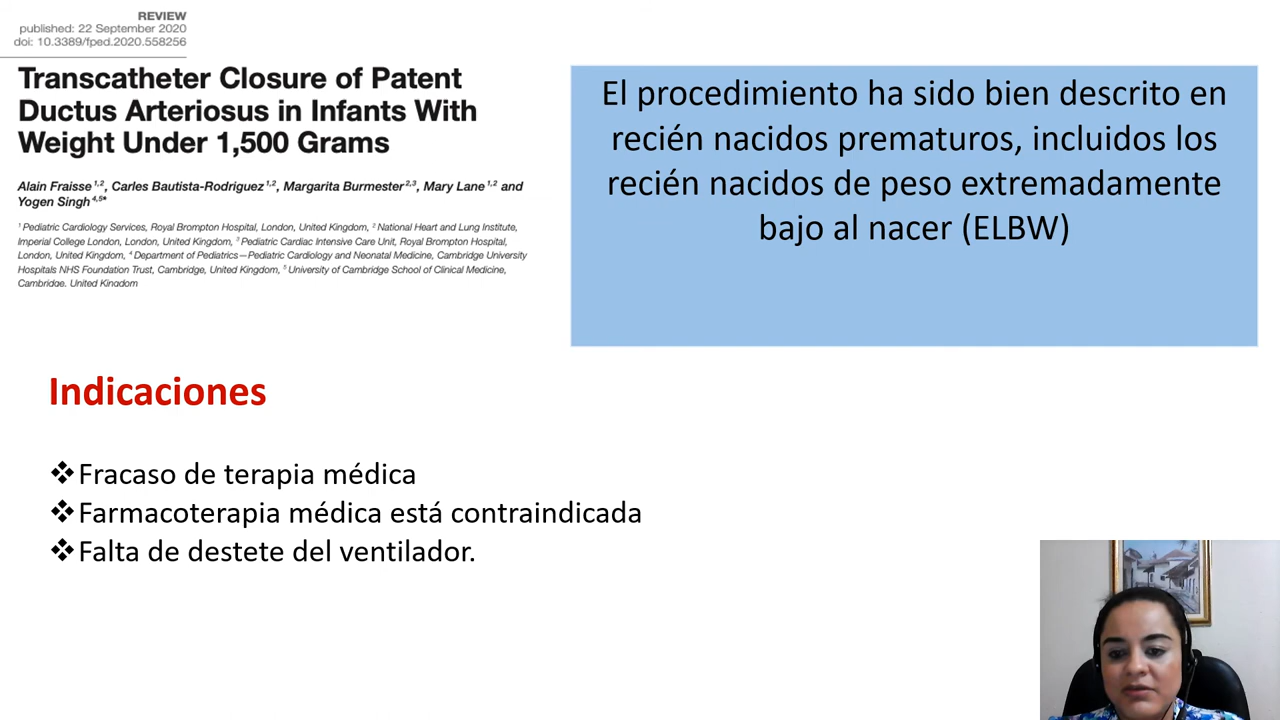 REVIEW
published: 22 September 2020
doi: 10.3389/fped.2020.558256
Transcatheter Closure of Patent
Ductus Arteriosus in Infants With
Weight Under 1,500 Grams
Alain Fraisse 1,2, Carles Bautista-Rodriguez 1,2, Margarita Burmester 2,3, Mary Lane 1,2 and
Yogen Singh 4,5*
1 Pediatric Cardiology Services, Royal Brompton Hospital, London, United Kingdom, 2 National Heart and Lung Institute,
Imperial College London, London, United Kingdom, 3 Pediatric Cardiac Intensive Care Unit, Royal Brompton Hospital,
London, United Kingdom, 4 Department of Pediatrics—Pediatric Cardiology and Neonatal Medicine, Cambridge University
Hospitals NHS Foundation Trust, Cambridge, United Kingdom, 5 University of Cambridge School of Clinical Medicine,
Cambridge, United Kingdom
El procedimiento ha sido bien descrito en
recién nacidos prematuros, incluidos los
recién nacidos de peso extremadamente
bajo al nacer (ELBW)
Indicaciones
❖Fracaso de terapia médica
❖Farmacoterapia médica está contraindicada
❖Falta de destete del ventilador.